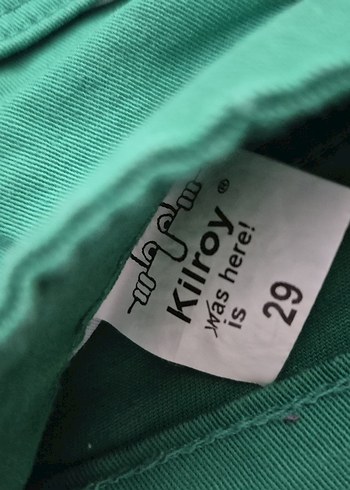 Kilroy ®
was here!
is
29